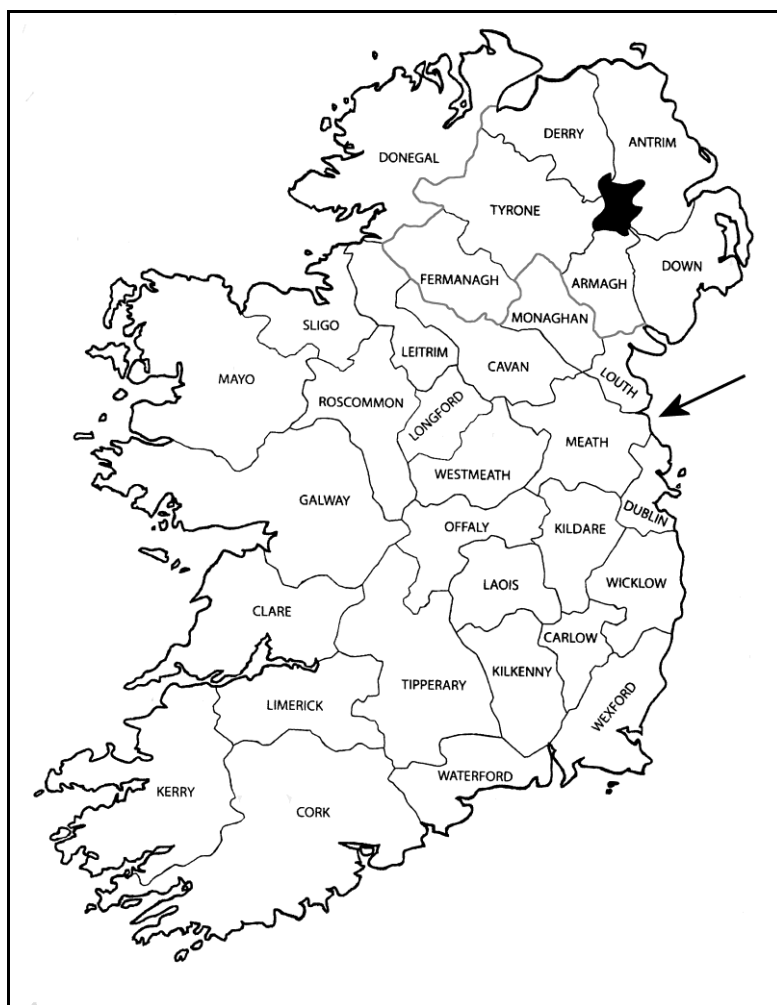 DERRY
ANTRIM
DONEGAL
TYRONE
DOWN
FERMANAGH
ARMAGH
MONAGHAN
SLIGO
LEITRIM
CAVAN
LOUTH
MAYO
ROSCOMMON
LONGFORD
MEATH
WESTMEATH
GALWAY
DUBLIN
OFFALY
KILDARE
LAOIS
WICKLOW
CLARE
CARLOW
KILKENNY
TIPPERARY
LIMERICK
WEXFORD
WATERFORD
KERRY
CORK